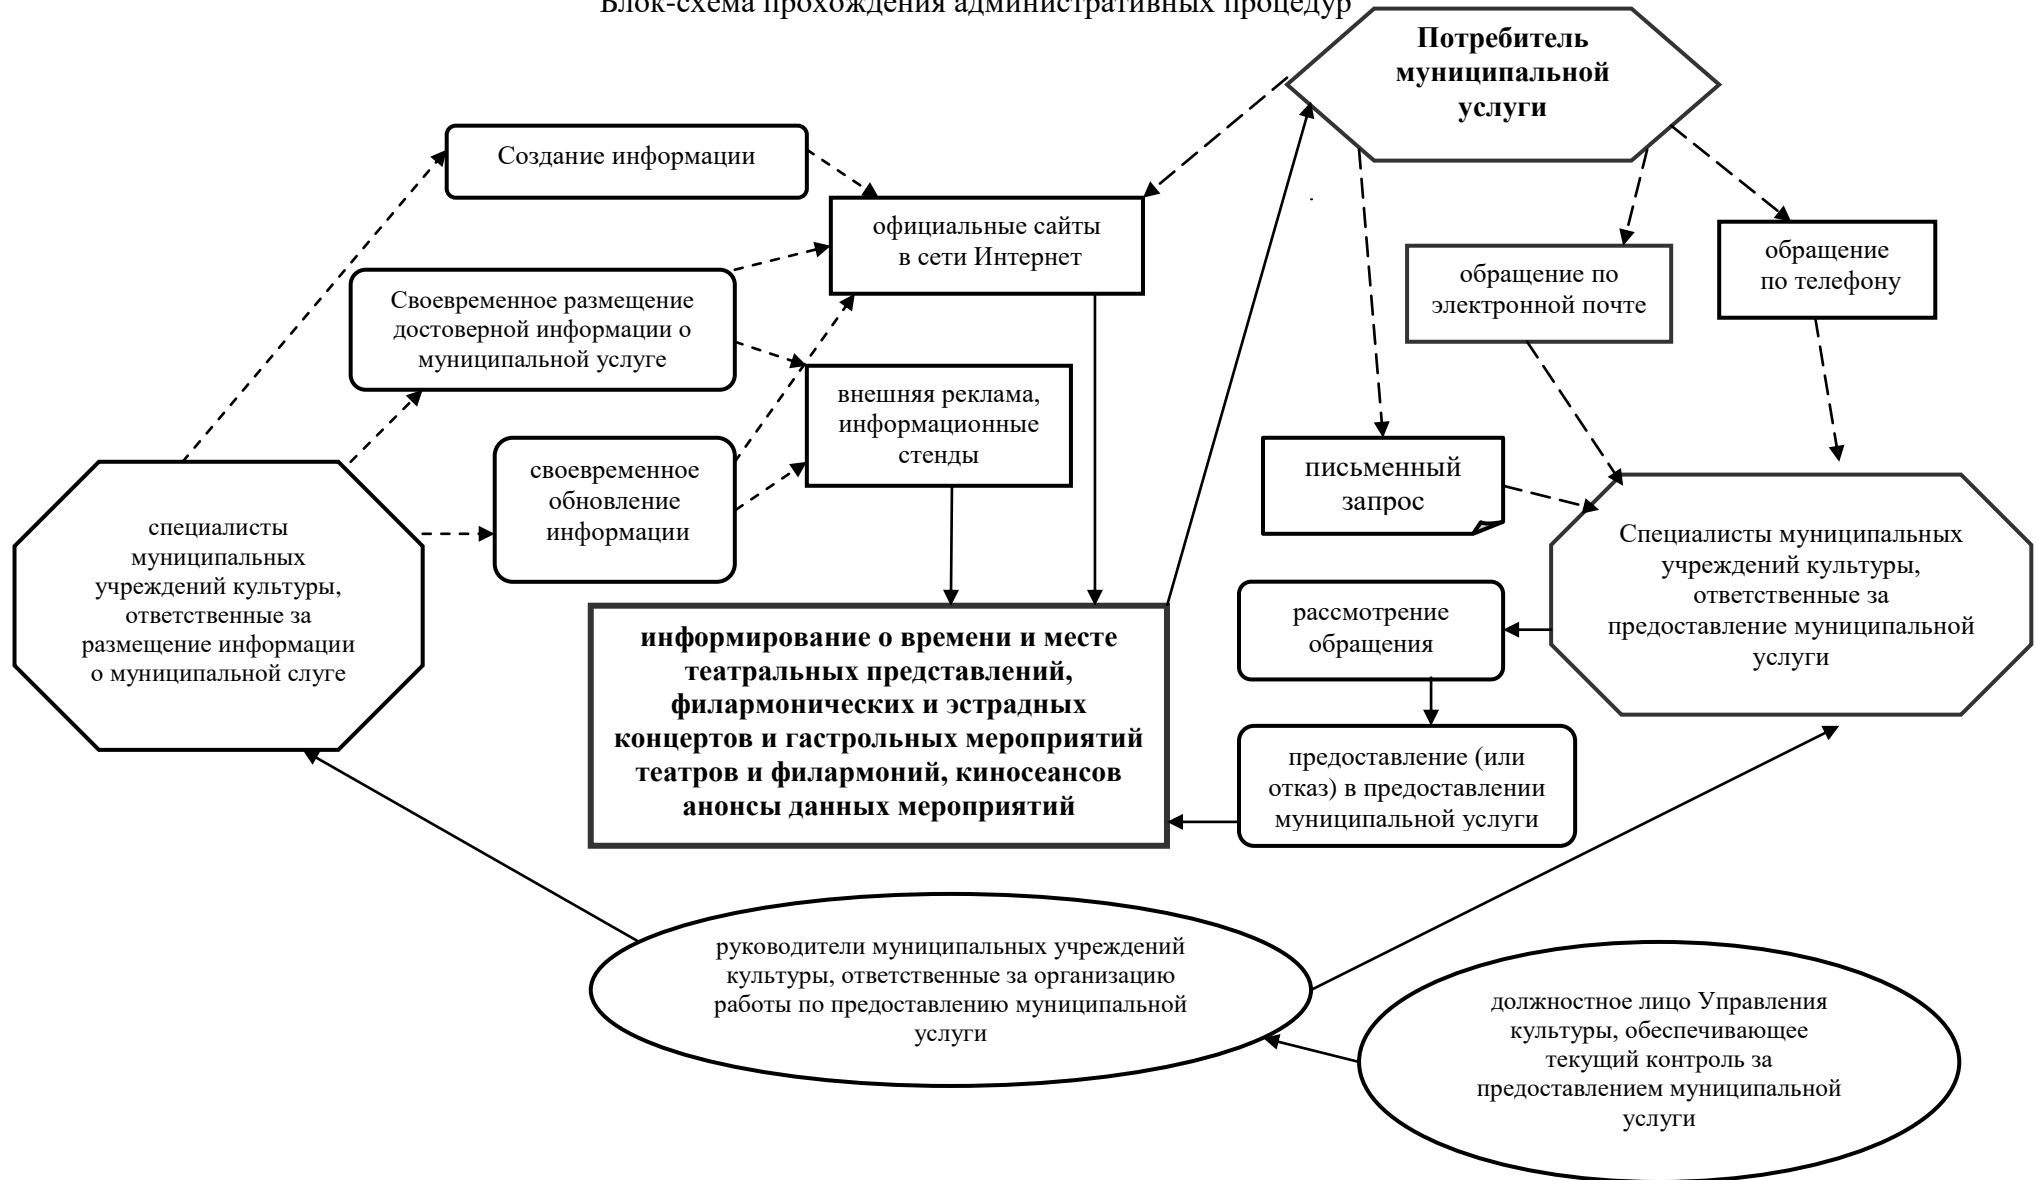 Блок-схема прохождения административных процедур
Потребитель
муниципальной
услуги
Создание информации
официальные сайты
в сети Интернет
обращение по
электронной почте
обращение
по телефону
Своевременное размещение
достоверной информации о
муниципальной услуге
внешняя реклама,
информационные
стенды
своевременное
обновление
информации
письменный
запрос
специалисты
муниципальных
учреждений культуры,
ответственные за
размещение информации
о муниципальной слуге
Специалисты муниципальных
учреждений культуры,
ответственные за
предоставление муниципальной
услуги
рассмотрение
обращения
информирование о времени и месте
театральных представлений,
филармонических и эстрадных
концертов и гастрольных мероприятий
театров и филармоний, киносеансов
анонсы данных мероприятий
предоставление (или
отказ) в предоставлении
муниципальной услуги
руководители муниципальных учреждений
культуры, ответственные за организацию
работы по предоставлению муниципальной
услуги
должностное лицо Управления
культуры, обеспечивающее
текущий контроль за
предоставлением муниципальной
услуги